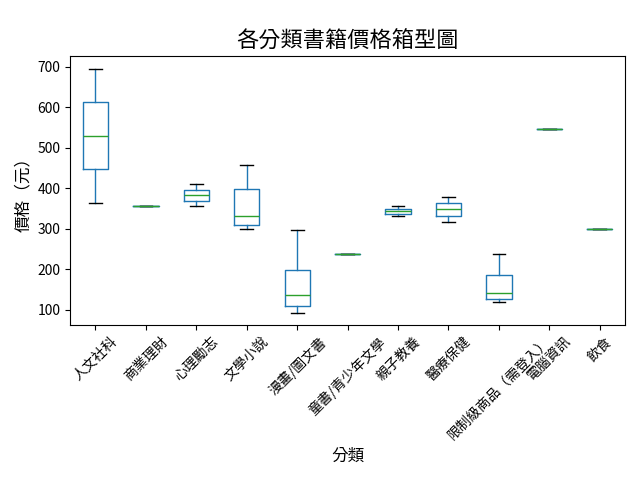 各分類書籍價格箱型圖
價格（元）
700
600
500
400
300
200
100
人文社科
商業理財
心理勵志
文學小說
漫畫/圖文書
童書/青少年文學
親子教養
醫療保健
限制級商品（需登入）
電腦資訊
飲食
分類